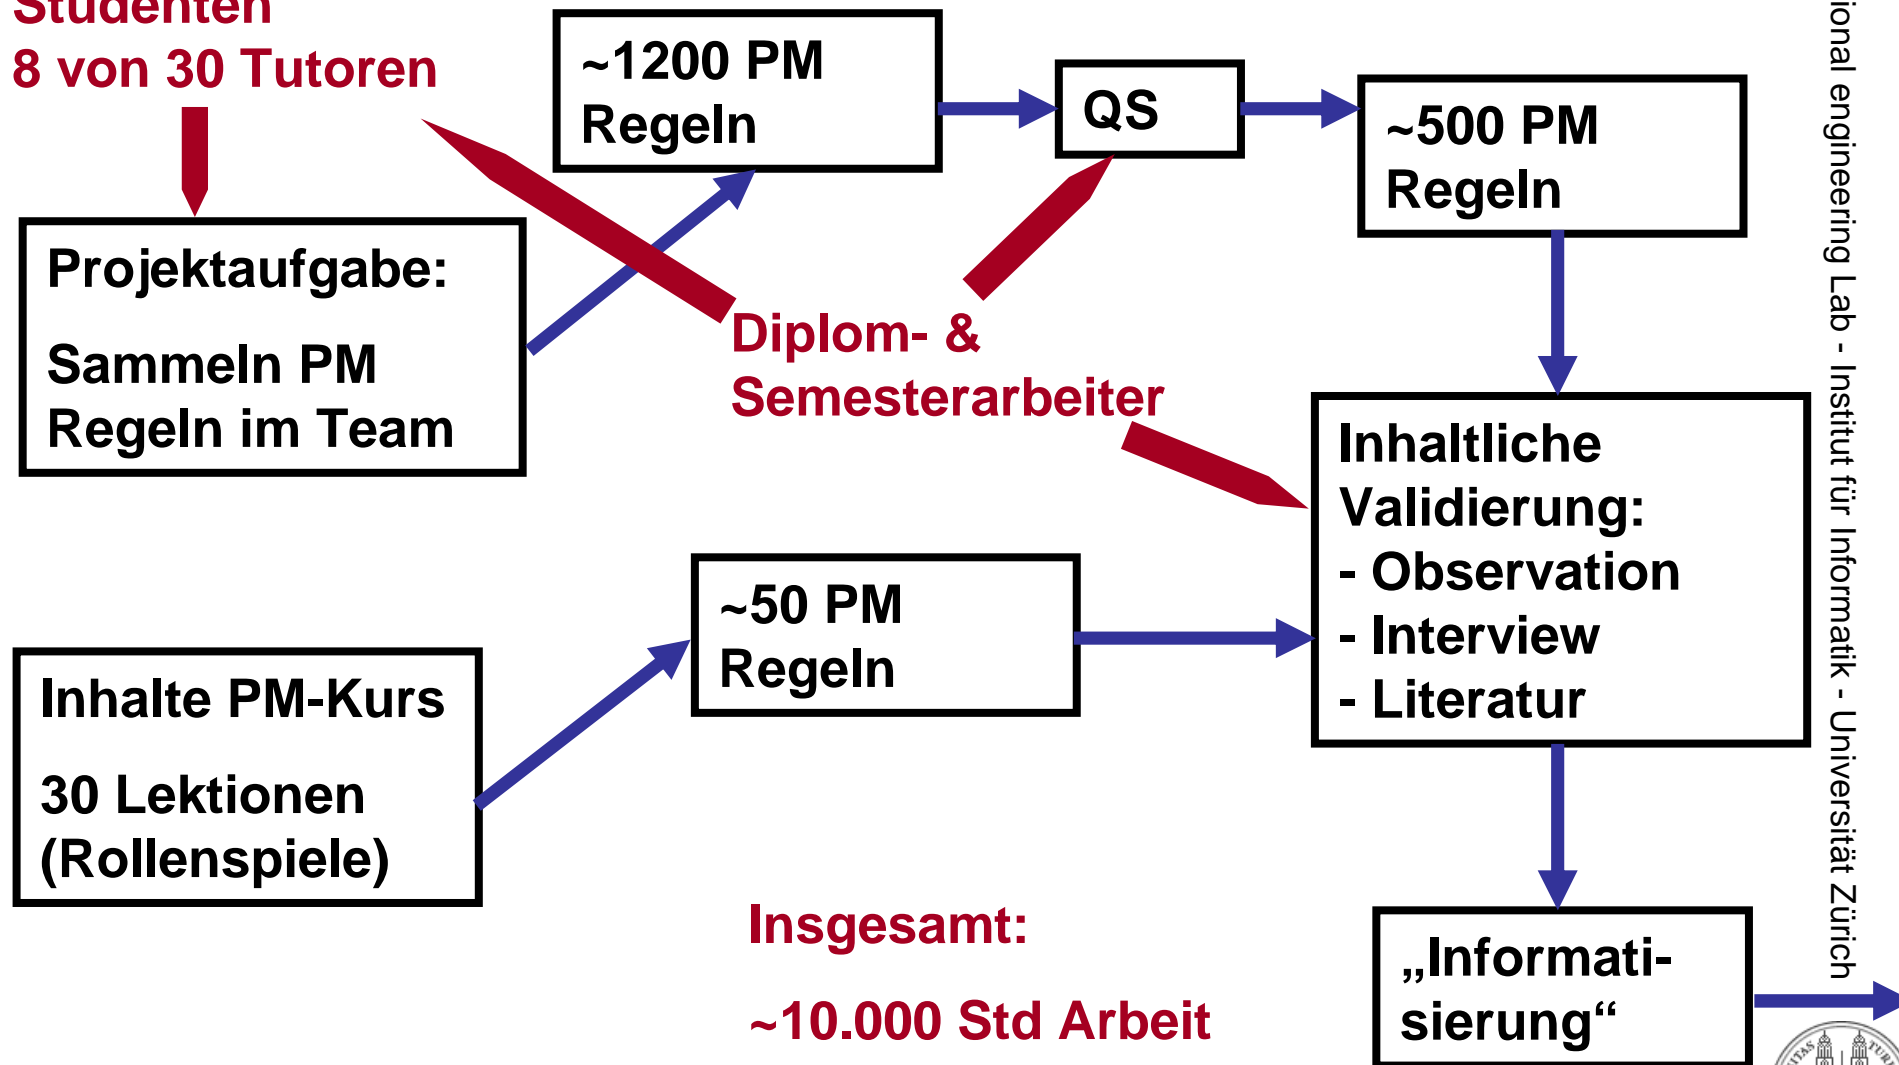 Studenten
8 von 30 Tutoren
~1200 PM
Regeln
QS
~500 PM
Regeln
Projektaufgabe:
Sammeln PM
Regeln im Team
Diplom- &
Semesterarbeiter
Inhaltliche
Validierung:
- Observation
- Interview
- Literatur
~50 PM
Regeln
Inhalte PM-Kurs
30 Lektionen
(Rollenspiele)
Insgesamt:
~10.000 Std Arbeit
„Informati-
sierung“
engineering Lab - Institut für Informatik - Universität Zürich